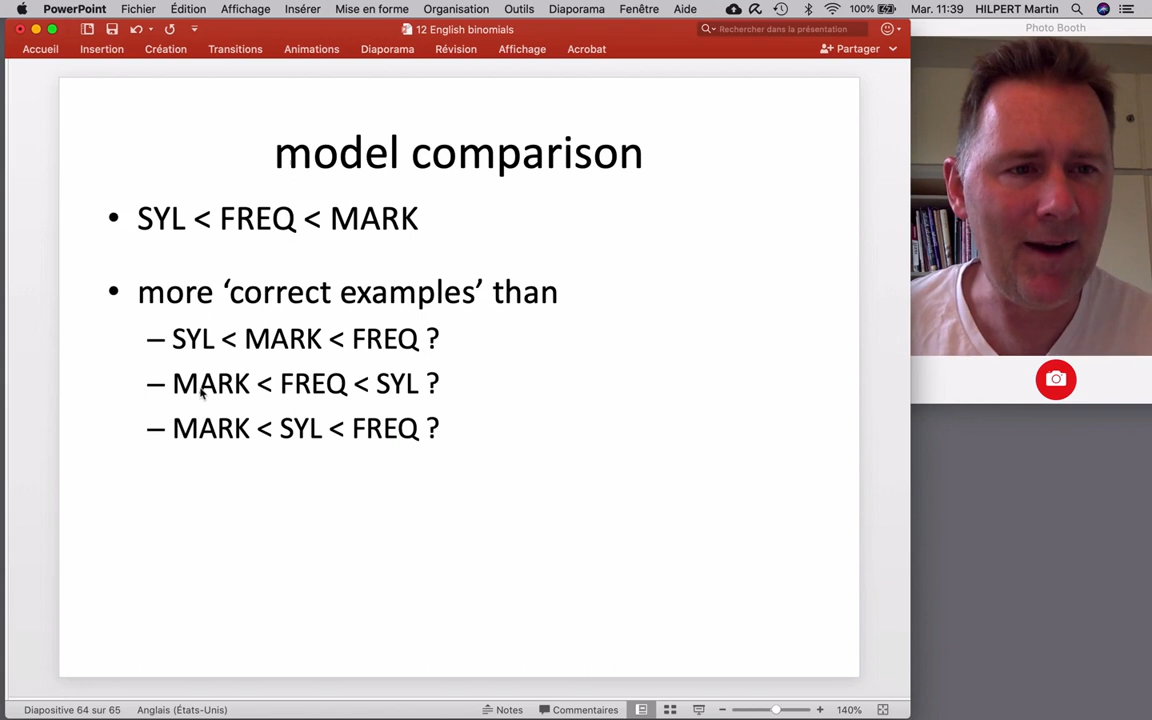 PowerPoint Fichier Édition Affichage Insérer Mise en forme Organisation Outils Diaporama Fenêtre Aide 100% Mar. 11:39 HILPERT Martin
12 English binomials
Rechercher dans la présentation
Photo Booth
Accueil Insertion Création Transitions Animations Diaporama Révision Affichage Acrobat Partager
model comparison
• SYL < FREQ < MARK
• more ‘correct examples’ than
– SYL < MARK < FREQ ?
– MARK < FREQ < SYL ?
– MARK < SYL < FREQ ?
Diapositive 64 sur 65 Anglais (États-Unis) Notes Commentaires 140%